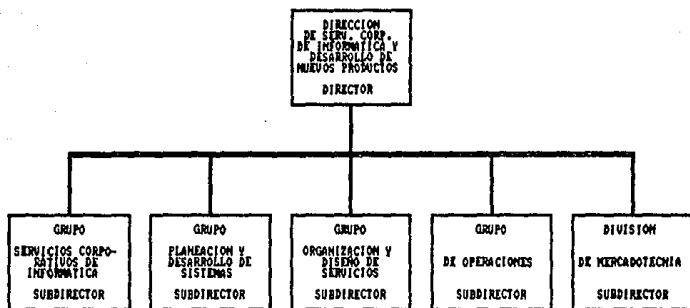 DIRECCION
DE SERV. CORP.
DE INFORMATICA Y
DESARROLLO DE
NUEVOS PRODUCTOS
DIRECTOR
GRUPO
SERVICIOS CORPO-
RATIVOS DE
INFORMATICA
SUBDIRECTOR
GRUPO
PLANEACION Y
DESARROLLO DE
SISTEMAS
SUBDIRECTOR
GRUPO
ORGANIZACION Y
DISEÑO DE
SERVICIOS
SUBDIRECTOR
GRUPO
DE OPERACIONES
SUBDIRECTOR
DIVISION
DE MERCADOTECNIA
SUBDIRECTOR